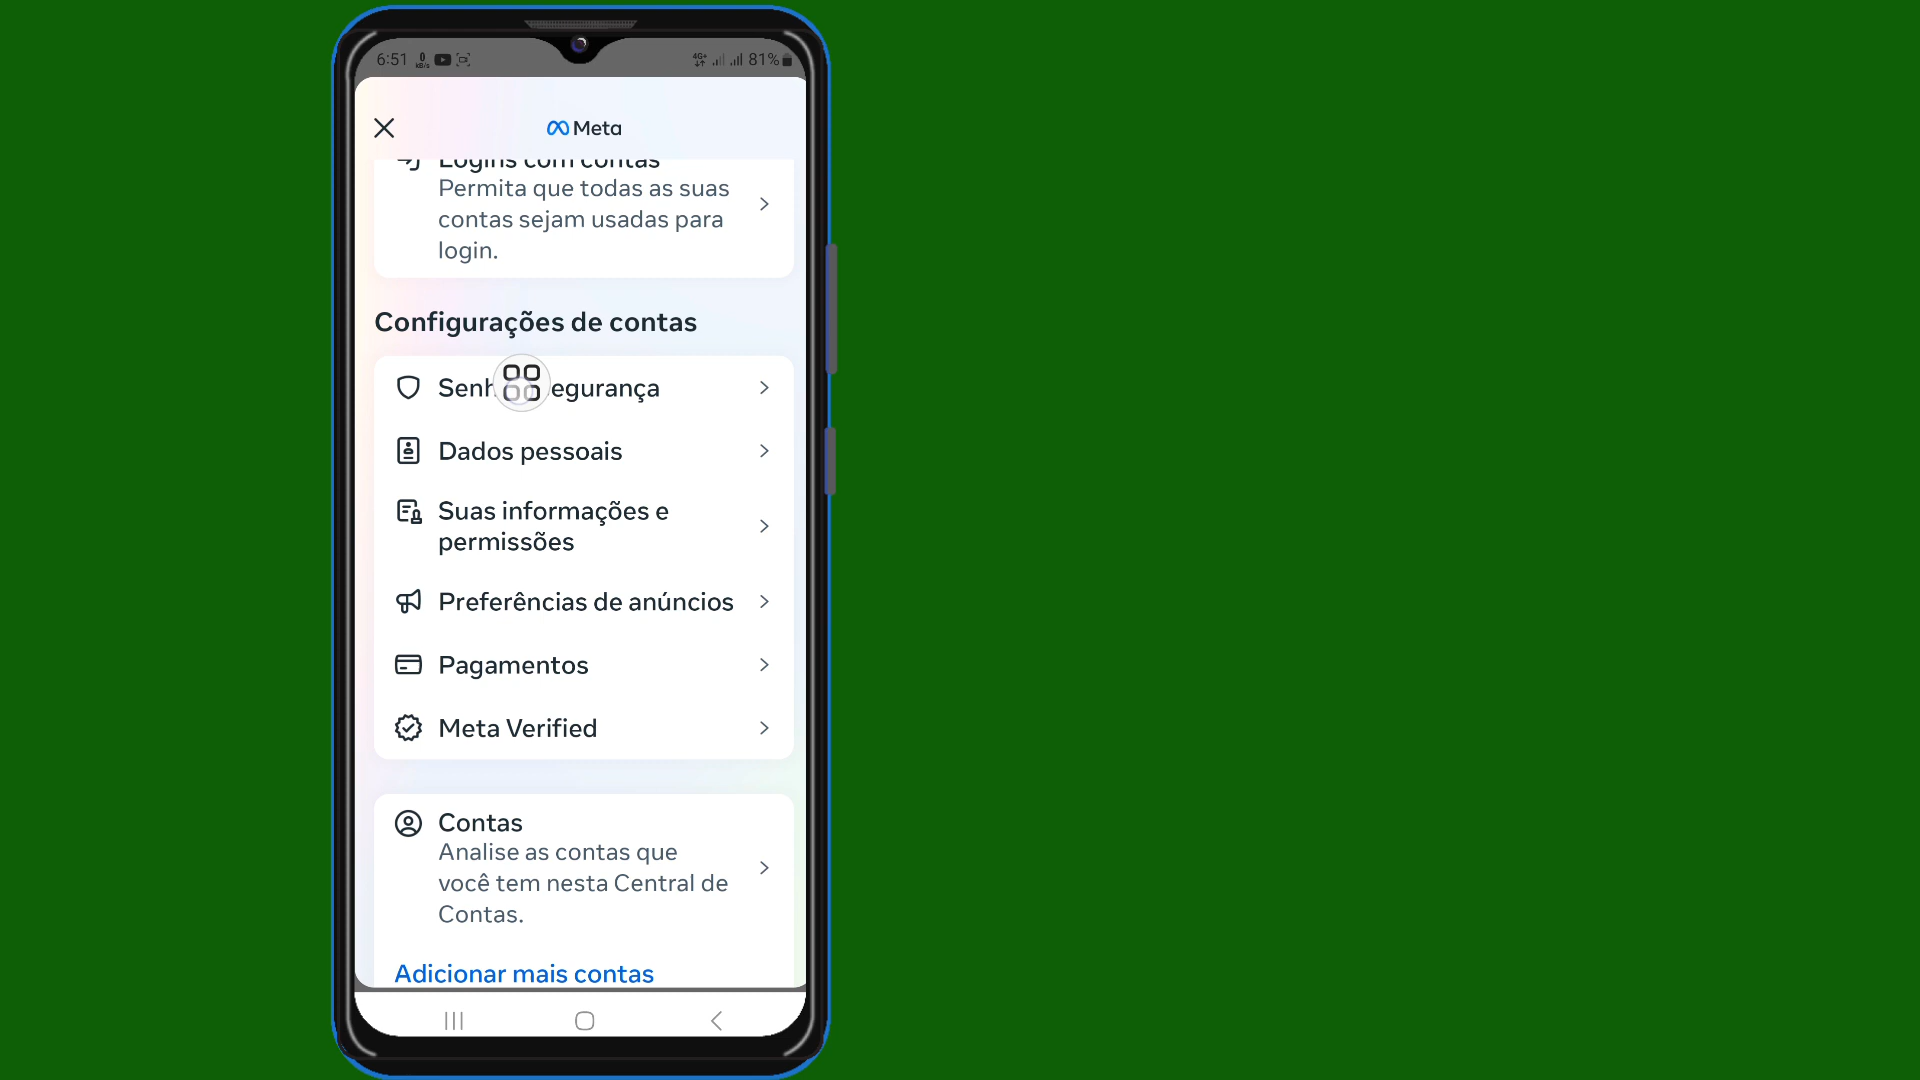 6:51
4G+
81%
Meta
Logins com contas
Permita que todas as suas
contas sejam usadas para
login.
Configurações de contas
egurança
Dados pessoais
Suas informações e
permissões
Preferências de anúncios
Pagamentos
Meta Verified
Contas
Analise as contas que
você tem nesta Central de
Contas.
Adicionar mais contas